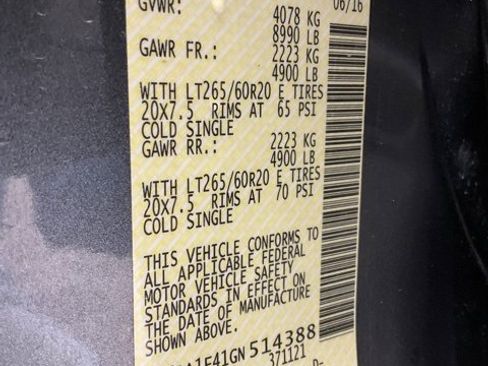 GVWR: 06/16
4078 KG
8990 LB
GAWR FR.: 2223 KG
4900 LB
WITH LT265/60R20 E TIRES
20X7.5 RIMS AT 65 PSI
COLD SINGLE
GAWR RR.: 2223 KG
4900 LB
WITH LT265/60R20 E TIRES
20X7.5 RIMS AT 70 PSI
COLD SINGLE
THIS VEHICLE CONFORMS TO
ALL APPLICABLE FEDERAL
MOTOR VEHICLE SAFETY
STANDARDS IN EFFECT ON
THE DATE OF MANUFACTURE
SHOWN ABOVE.
514388
371121